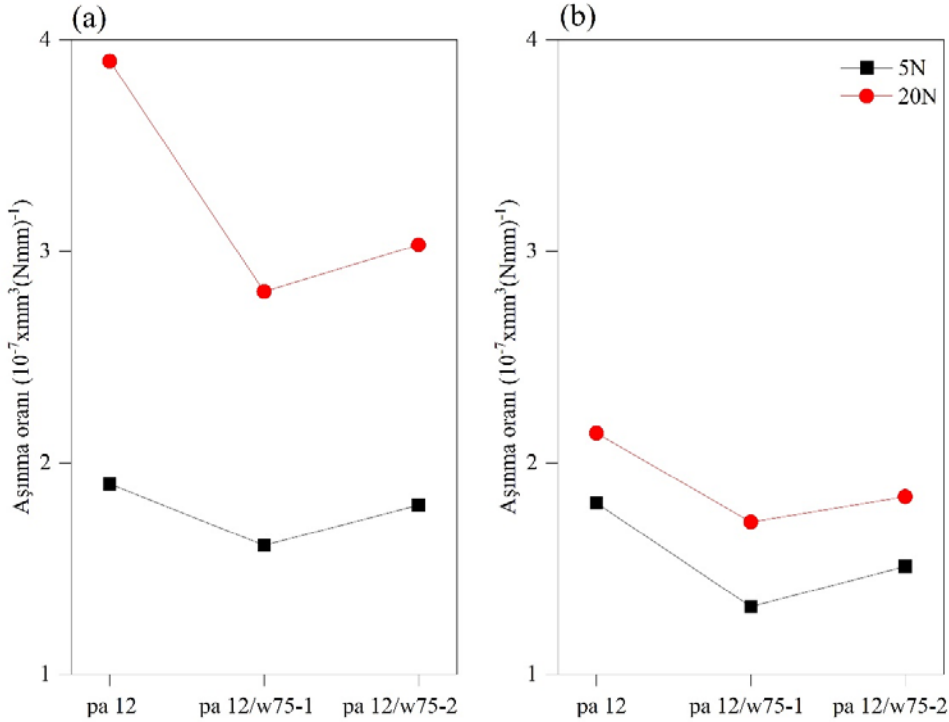 (a)
4
3
2
1
Aşınma oranı (10⁻⁷xmm³(Nmm)⁻¹
pa 12
pa 12/w75-1
pa 12/w75-2
(b)
5N
20N
4
3
2
1
Aşınma oranı (10⁻⁷xmm³(Nmm)⁻¹
pa 12
pa 12/w75-1
pa 12/w75-2